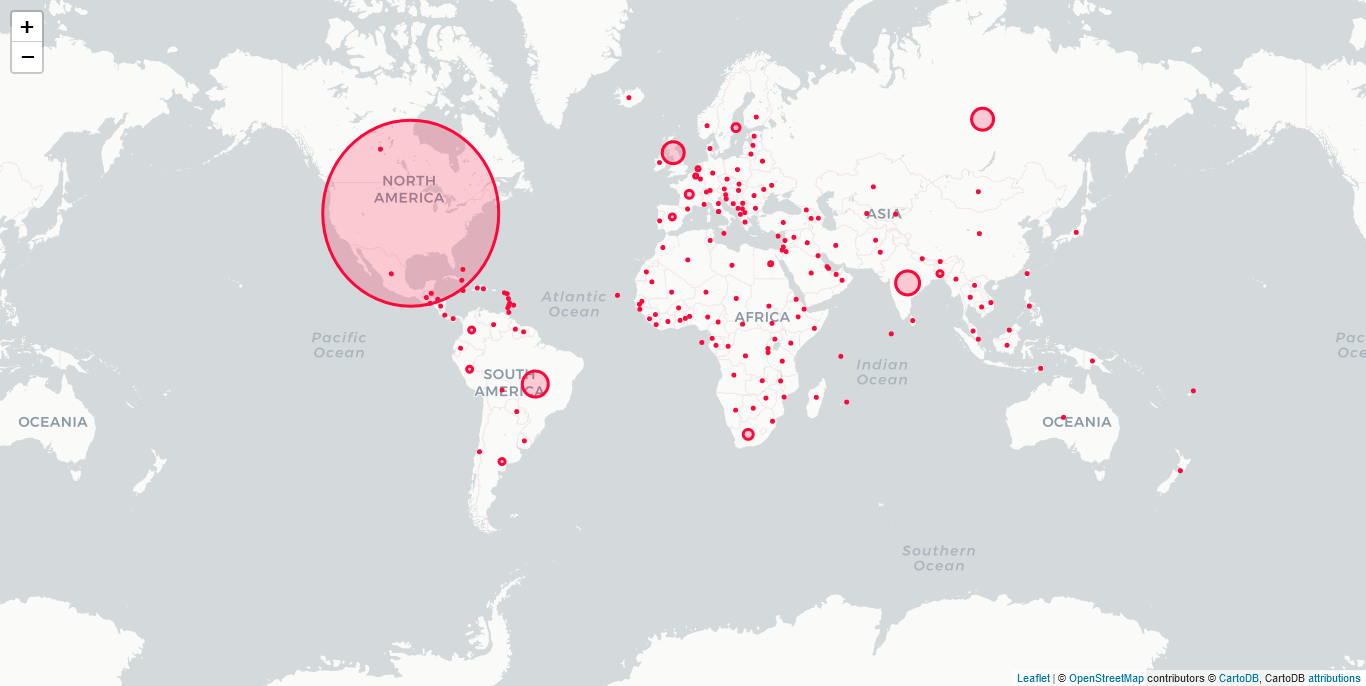 +
−
NORTH
AMERICA
ASIA
Atlantic
Ocean
AFRICA
Pacific
Ocean
Pac
Oce
Indian
Ocean
SOUTH
AMERICA
OCEANIA
OCEANIA
Southern
Ocean
Leaflet | © OpenStreetMap contributors © CartoDB, CartoDB attributions